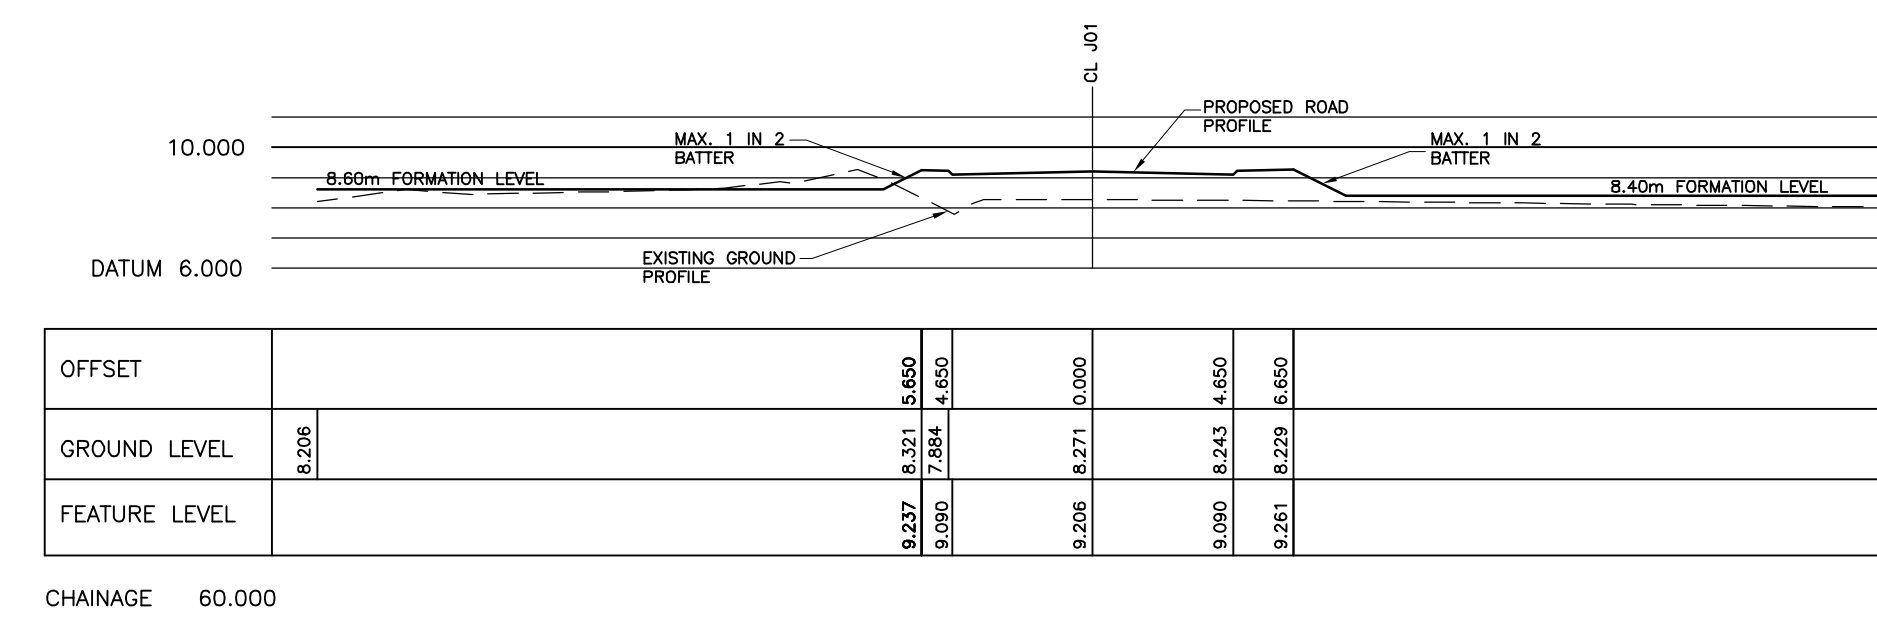 CL J01
PROPOSED ROAD
PROFILE
10.000
MAX. 1 IN 2
BATTER
MAX. 1 IN 2
BATTER
8.60m FORMATION LEVEL
8.40m FORMATION LEVEL
EXISTING GROUND
PROFILE
DATUM 6.000
OFFSET 5.650 4.650 0.000 4.650 6.650
GROUND LEVEL 8.206 8.321 7.884 8.271 8.243 8.229
FEATURE LEVEL 9.237 9.090 9.206 9.090 9.261
CHAINAGE 60.000